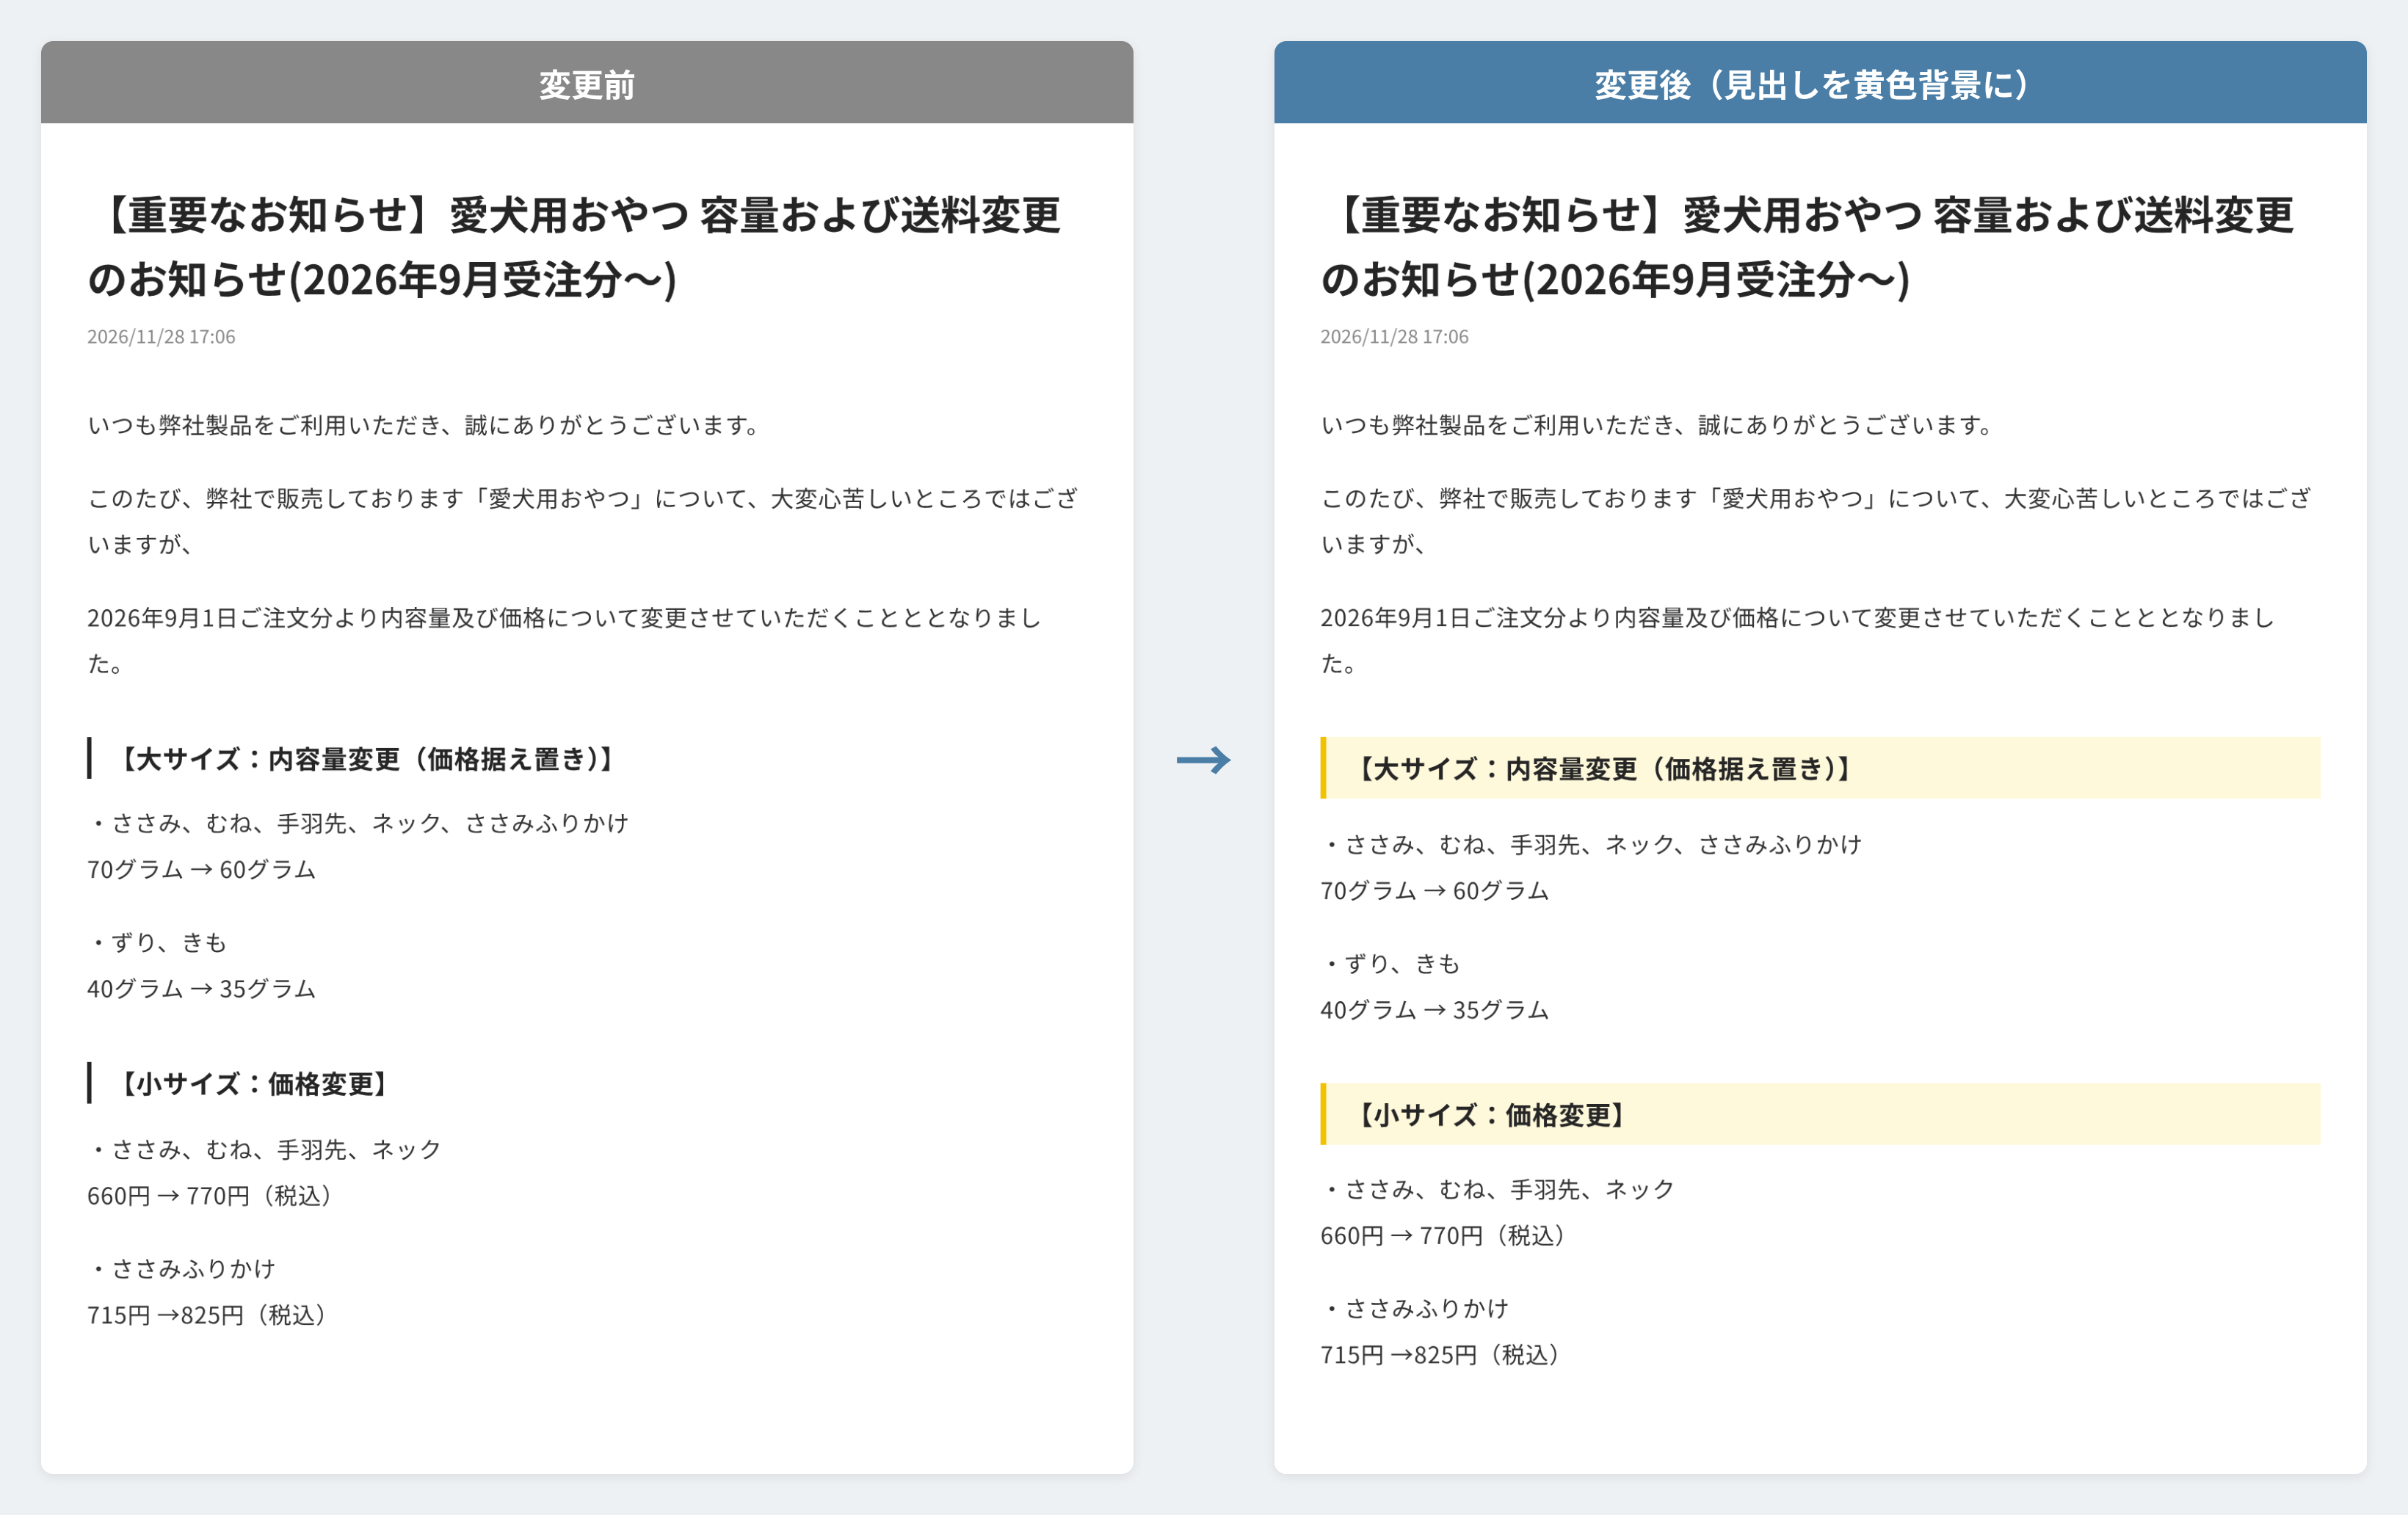 変更前
【重要なお知らせ】愛犬用おやつ 容量および送料変更
のお知らせ(2026年9月受注分〜)
2026/11/28 17:06
いつも弊社製品をご利用いただき、誠にありがとうございます。
このたび、弊社で販売しております「愛犬用おやつ」について、大変心苦しいところではござ
いますが、
2026年9月1日ご注文分より内容量及び価格について変更させていただくことととなりまし
た。
【大サイズ：内容量変更（価格据え置き）】
・ささみ、むね、手羽先、ネック、ささみふりかけ
70グラム → 60グラム
・ずり、きも
40グラム → 35グラム
【小サイズ：価格変更】
・ささみ、むね、手羽先、ネック
660円 → 770円（税込）
・ささみふりかけ
715円 →825円（税込）
→
変更後（見出しを黄色背景に）
【重要なお知らせ】愛犬用おやつ 容量および送料変更
のお知らせ(2026年9月受注分〜)
2026/11/28 17:06
いつも弊社製品をご利用いただき、誠にありがとうございます。
このたび、弊社で販売しております「愛犬用おやつ」について、大変心苦しいところではござ
いますが、
2026年9月1日ご注文分より内容量及び価格について変更させていただくことととなりまし
た。
【大サイズ：内容量変更（価格据え置き）】
・ささみ、むね、手羽先、ネック、ささみふりかけ
70グラム → 60グラム
・ずり、きも
40グラム → 35グラム
【小サイズ：価格変更】
・ささみ、むね、手羽先、ネック
660円 → 770円（税込）
・ささみふりかけ
715円 →825円（税込）